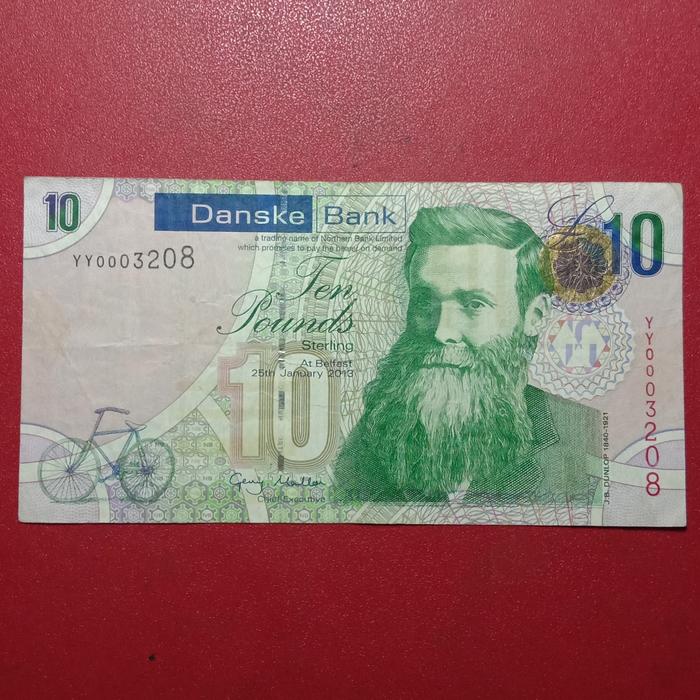 10
Danske Bank
£10
a trading name of Northern Bank Limited
which promises to pay the bearer on demand
YY0003208
Ten
Pounds
Sterling
At Belfast
25th January 2013
10
Chief Executive
J.B. DUNLOP 1840-1921
YY0003208